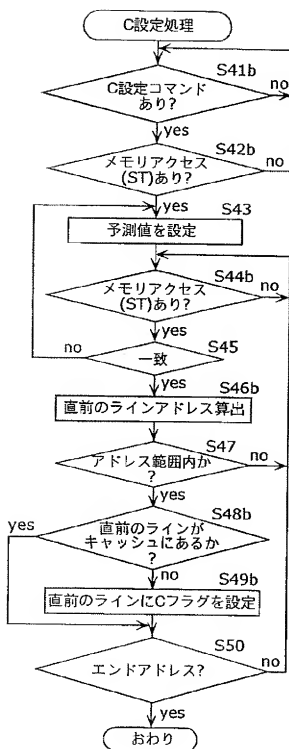 C設定処理
S41b
C設定コマンド
あり?
no
yes
S42b
メモリアクセス
(ST)あり?
no
yes
S43
予測値を設定
S44b
メモリアクセス
(ST)あり?
no
yes
S45
no
一致
yes
S46b
直前のラインアドレス算出
S47
アドレス範囲内か
?
no
yes
S48b
yes
直前のラインが
キャッシュにあるか
?
no
S49b
直前のラインにCフラグを設定
S50
エンドアドレス?
no
yes
おわり